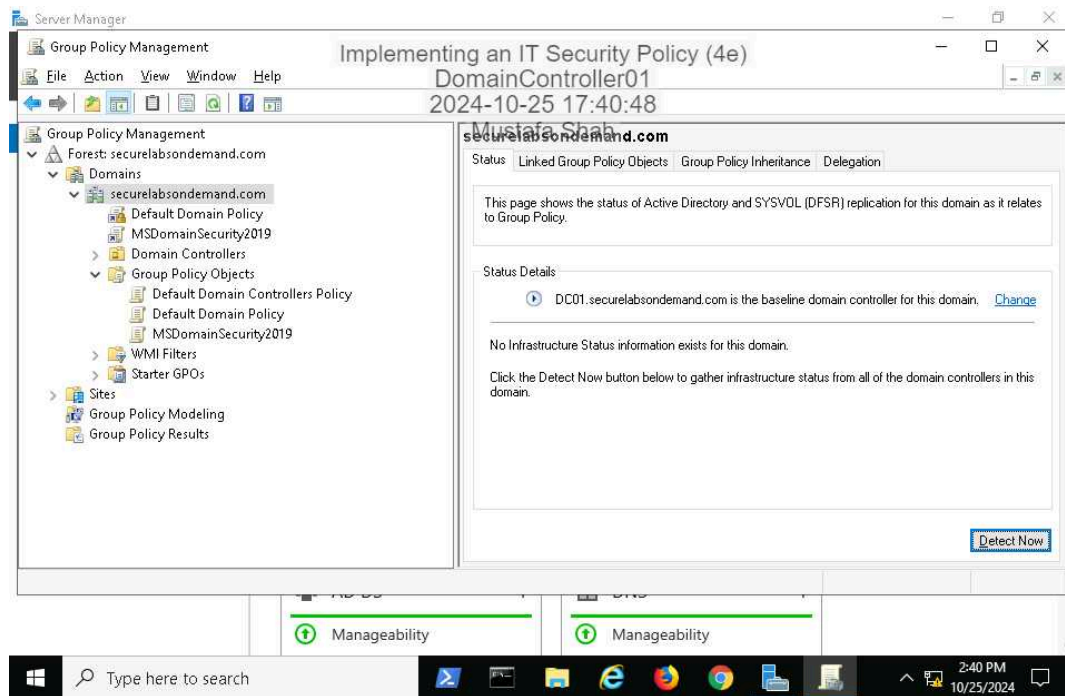 Server Manager
Group Policy Management
Implementing an IT Security Policy (4e)
File Action View Window Help
DomainController01
2024-10-25 17:40:48
Mustafa Shah
Group Policy Management
Forest: securelabsondemand.com
Domains
securelabsondemand.com
Default Domain Policy
MSDomainSecurity2019
Domain Controllers
Group Policy Objects
Default Domain Controllers Policy
Default Domain Policy
MSDomainSecurity2019
WMI Filters
Starter GPOs
Sites
Group Policy Modeling
Group Policy Results
securelabsondemand.com
Status Linked Group Policy Objects Group Policy Inheritance Delegation
This page shows the status of Active Directory and SYSVOL (DFSR) replication for this domain as it relates
to Group Policy.
Status Details
DC01.securelabsondemand.com is the baseline domain controller for this domain. Change
No Infrastructure Status information exists for this domain.
Click the Detect Now button below to gather infrastructure status from all of the domain controllers in this
domain.
Detect Now
Manageability
Manageability
Type here to search
2:40 PM
10/25/2024